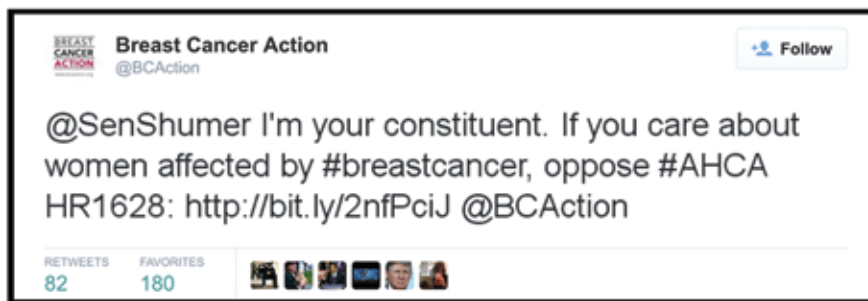 BREAST
CANCER
ACTION
Breast Cancer Action
@BCAction
Follow
@SenShumer I'm your constituent. If you care about
women affected by #breastcancer, oppose #AHCA
HR1628: http://bit.ly/2nfPciJ @BCAction
RETWEETS FAVORITES
82 180